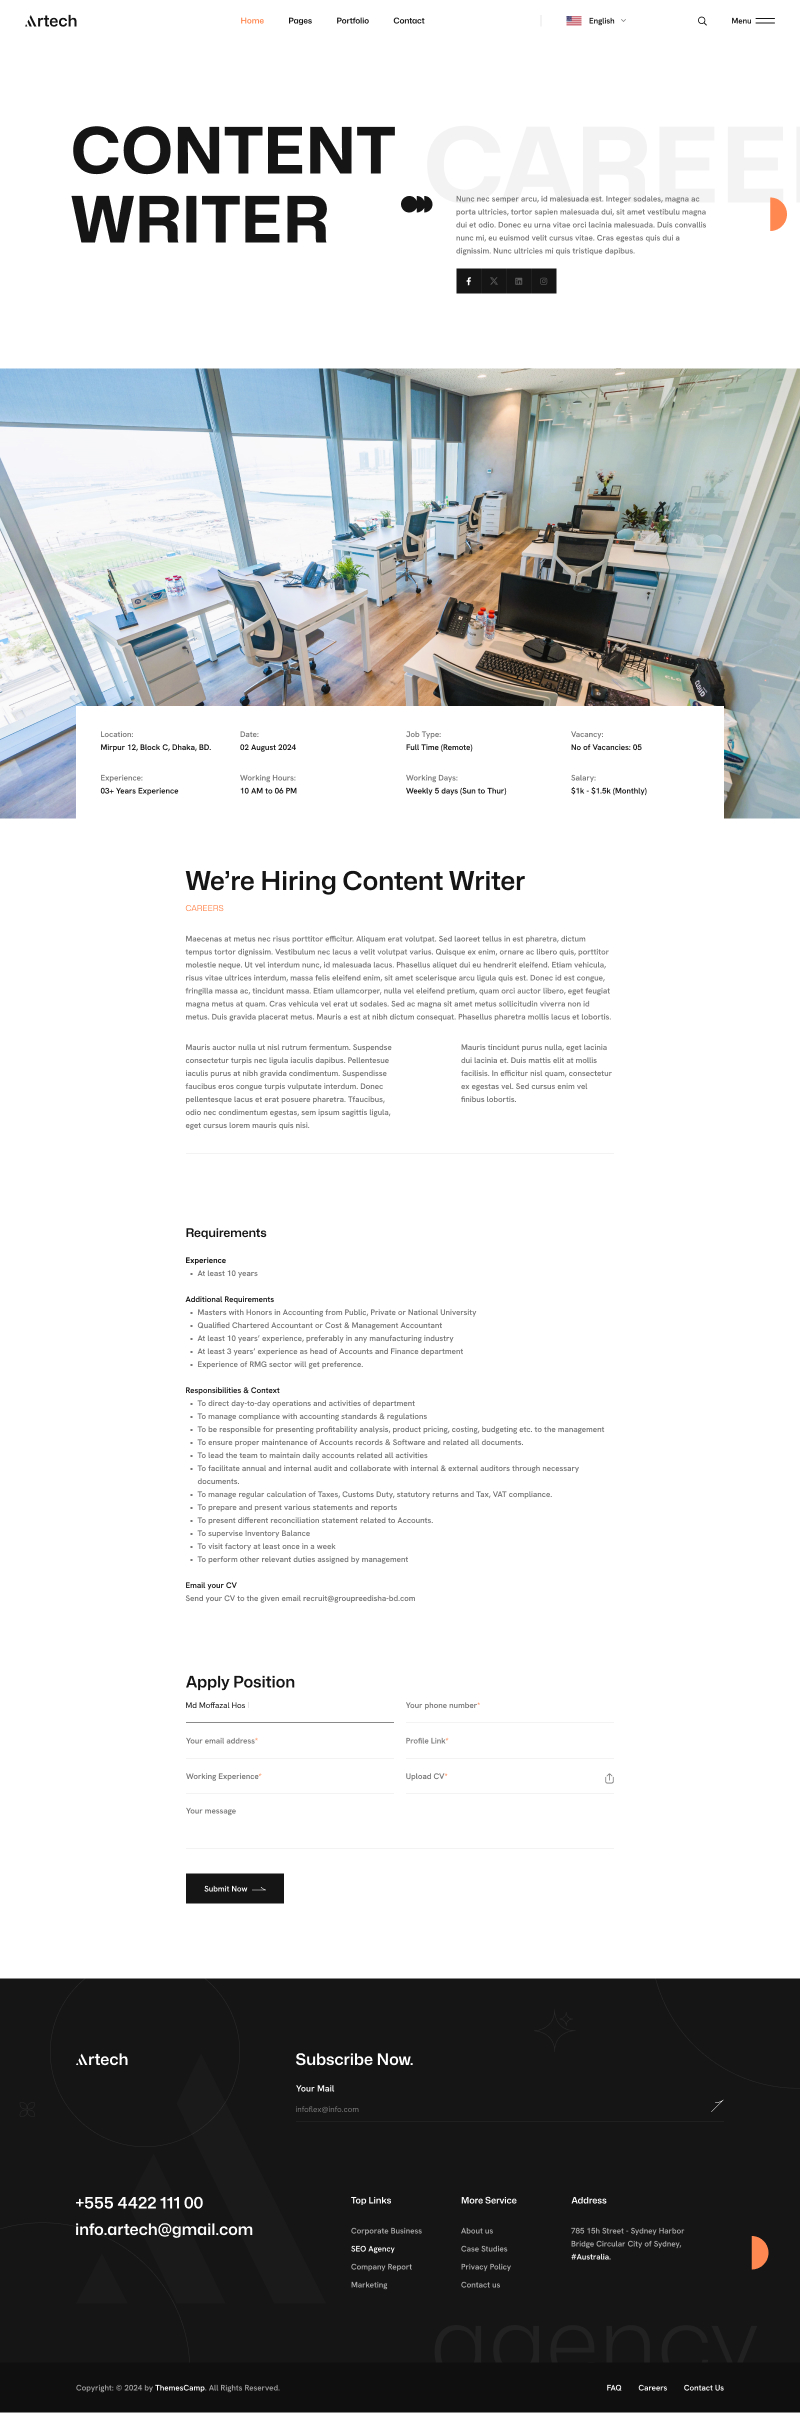 Artech
Home Pages Portfolio Contact
English
Menu
CAREE
CONTENT
WRITER
Nunc nec semper arcu, id malesuada est. Integer sodales, magna ac
porta ultricies, tortor sapien malesuada dui, sit amet vestibulu magna
dui et odio. Donec eu urna vitae orci lacinia malesuada. Duis convallis
nunc mi, eu euismod velit cursus vitae. Cras egestas quis dui a
dignissim. Nunc ultricies mi quis tristique dapibus.
Location: Date: Job Type: Vacancy:
Mirpur 12, Block C, Dhaka, BD. 02 August 2024 Full Time (Remote) No of Vacancies: 05
Experience: Working Hours: Working Days: Salary:
03+ Years Experience 10 AM to 06 PM Weekly 5 days (Sun to Thur) $1k - $1.5k (Monthly)
We’re Hiring Content Writer
CAREERS
Maecenas at metus nec risus porttitor efficitur. Aliquam erat volutpat. Sed laoreet tellus in est pharetra, dictum
tempus tortor dignissim. Vestibulum nec lacus a velit volutpat varius. Quisque ex enim, ornare ac libero quis, porttitor
molestie neque. Ut vel interdum nunc, id malesuada lacus. Phasellus aliquet dui eu hendrerit eleifend. Etiam vehicula,
risus vitae ultrices interdum, massa felis eleifend enim, sit amet scelerisque arcu ligula quis est. Donec id est congue,
fringilla massa ac, tincidunt massa. Etiam ullamcorper, nulla vel eleifend pretium, quam orci auctor libero, eget feugiat
magna metus at quam. Cras vehicula vel erat ut sodales. Sed ac magna sit amet metus sollicitudin viverra non id
metus. Duis gravida placerat metus. Mauris a est at nibh dictum consequat. Phasellus pharetra mollis lacus et lobortis.
Mauris auctor nulla ut nisl rutrum fermentum. Suspendse
consectetur turpis nec ligula iaculis dapibus. Pellentesue
iaculis purus at nibh gravida condimentum. Suspendisse
faucibus eros congue turpis vulputate interdum. Donec
pellentesque lacus et erat posuere pharetra. Tfaucibus,
odio nec condimentum egestas, sem ipsum sagittis ligula,
eget cursus lorem mauris quis nisi.
Mauris tincidunt purus nulla, eget lacinia
dui lacinia et. Duis mattis elit at mollis
facilisis. In efficitur nisl quam, consectetur
ex egestas vel. Sed cursus enim vel
finibus lobortis.
Requirements
Experience
• At least 10 years
Additional Requirements
• Masters with Honors in Accounting from Public, Private or National University
• Qualified Chartered Accountant or Cost & Management Accountant
• At least 10 years’ experience, preferably in any manufacturing industry
• At least 3 years’ experience as head of Accounts and Finance department
• Experience of RMG sector will get preference.
Responsibilities & Context
• To direct day-to-day operations and activities of department
• To manage compliance with accounting standards & regulations
• To be responsible for presenting profitability analysis, product pricing, costing, budgeting etc. to the management
• To ensure proper maintenance of Accounts records & Software and related all documents.
• To lead the team to maintain daily accounts related all activities
• To facilitate annual and internal audit and collaborate with internal & external auditors through necessary
documents.
• To manage regular calculation of Taxes, Customs Duty, statutory returns and Tax, VAT compliance.
• To prepare and present various statements and reports
• To present different reconciliation statement related to Accounts.
• To supervise Inventory Balance
• To visit factory at least once in a week
• To perform other relevant duties assigned by management
Email your CV
Send your CV to the given email recruit@groupreedisha-bd.com
Apply Position
Md Moffazal Hos Your phone number*
Your email address* Profile Link*
Working Experience* Upload CV*
Your message
Submit Now
Artech
Subscribe Now.
Your Mail
infoflex@info.com
+555 4422 111 00
info.artech@gmail.com
Top Links
Corporate Business
SEO Agency
Company Report
Marketing
More Service
About us
Case Studies
Privacy Policy
Contact us
Address
785 15h Street - Sydney Harbor
Bridge Circular City of Sydney,
#Australia.
agency
Copyright: © 2024 by ThemesCamp. All Rights Reserved.
FAQ Careers Contact Us